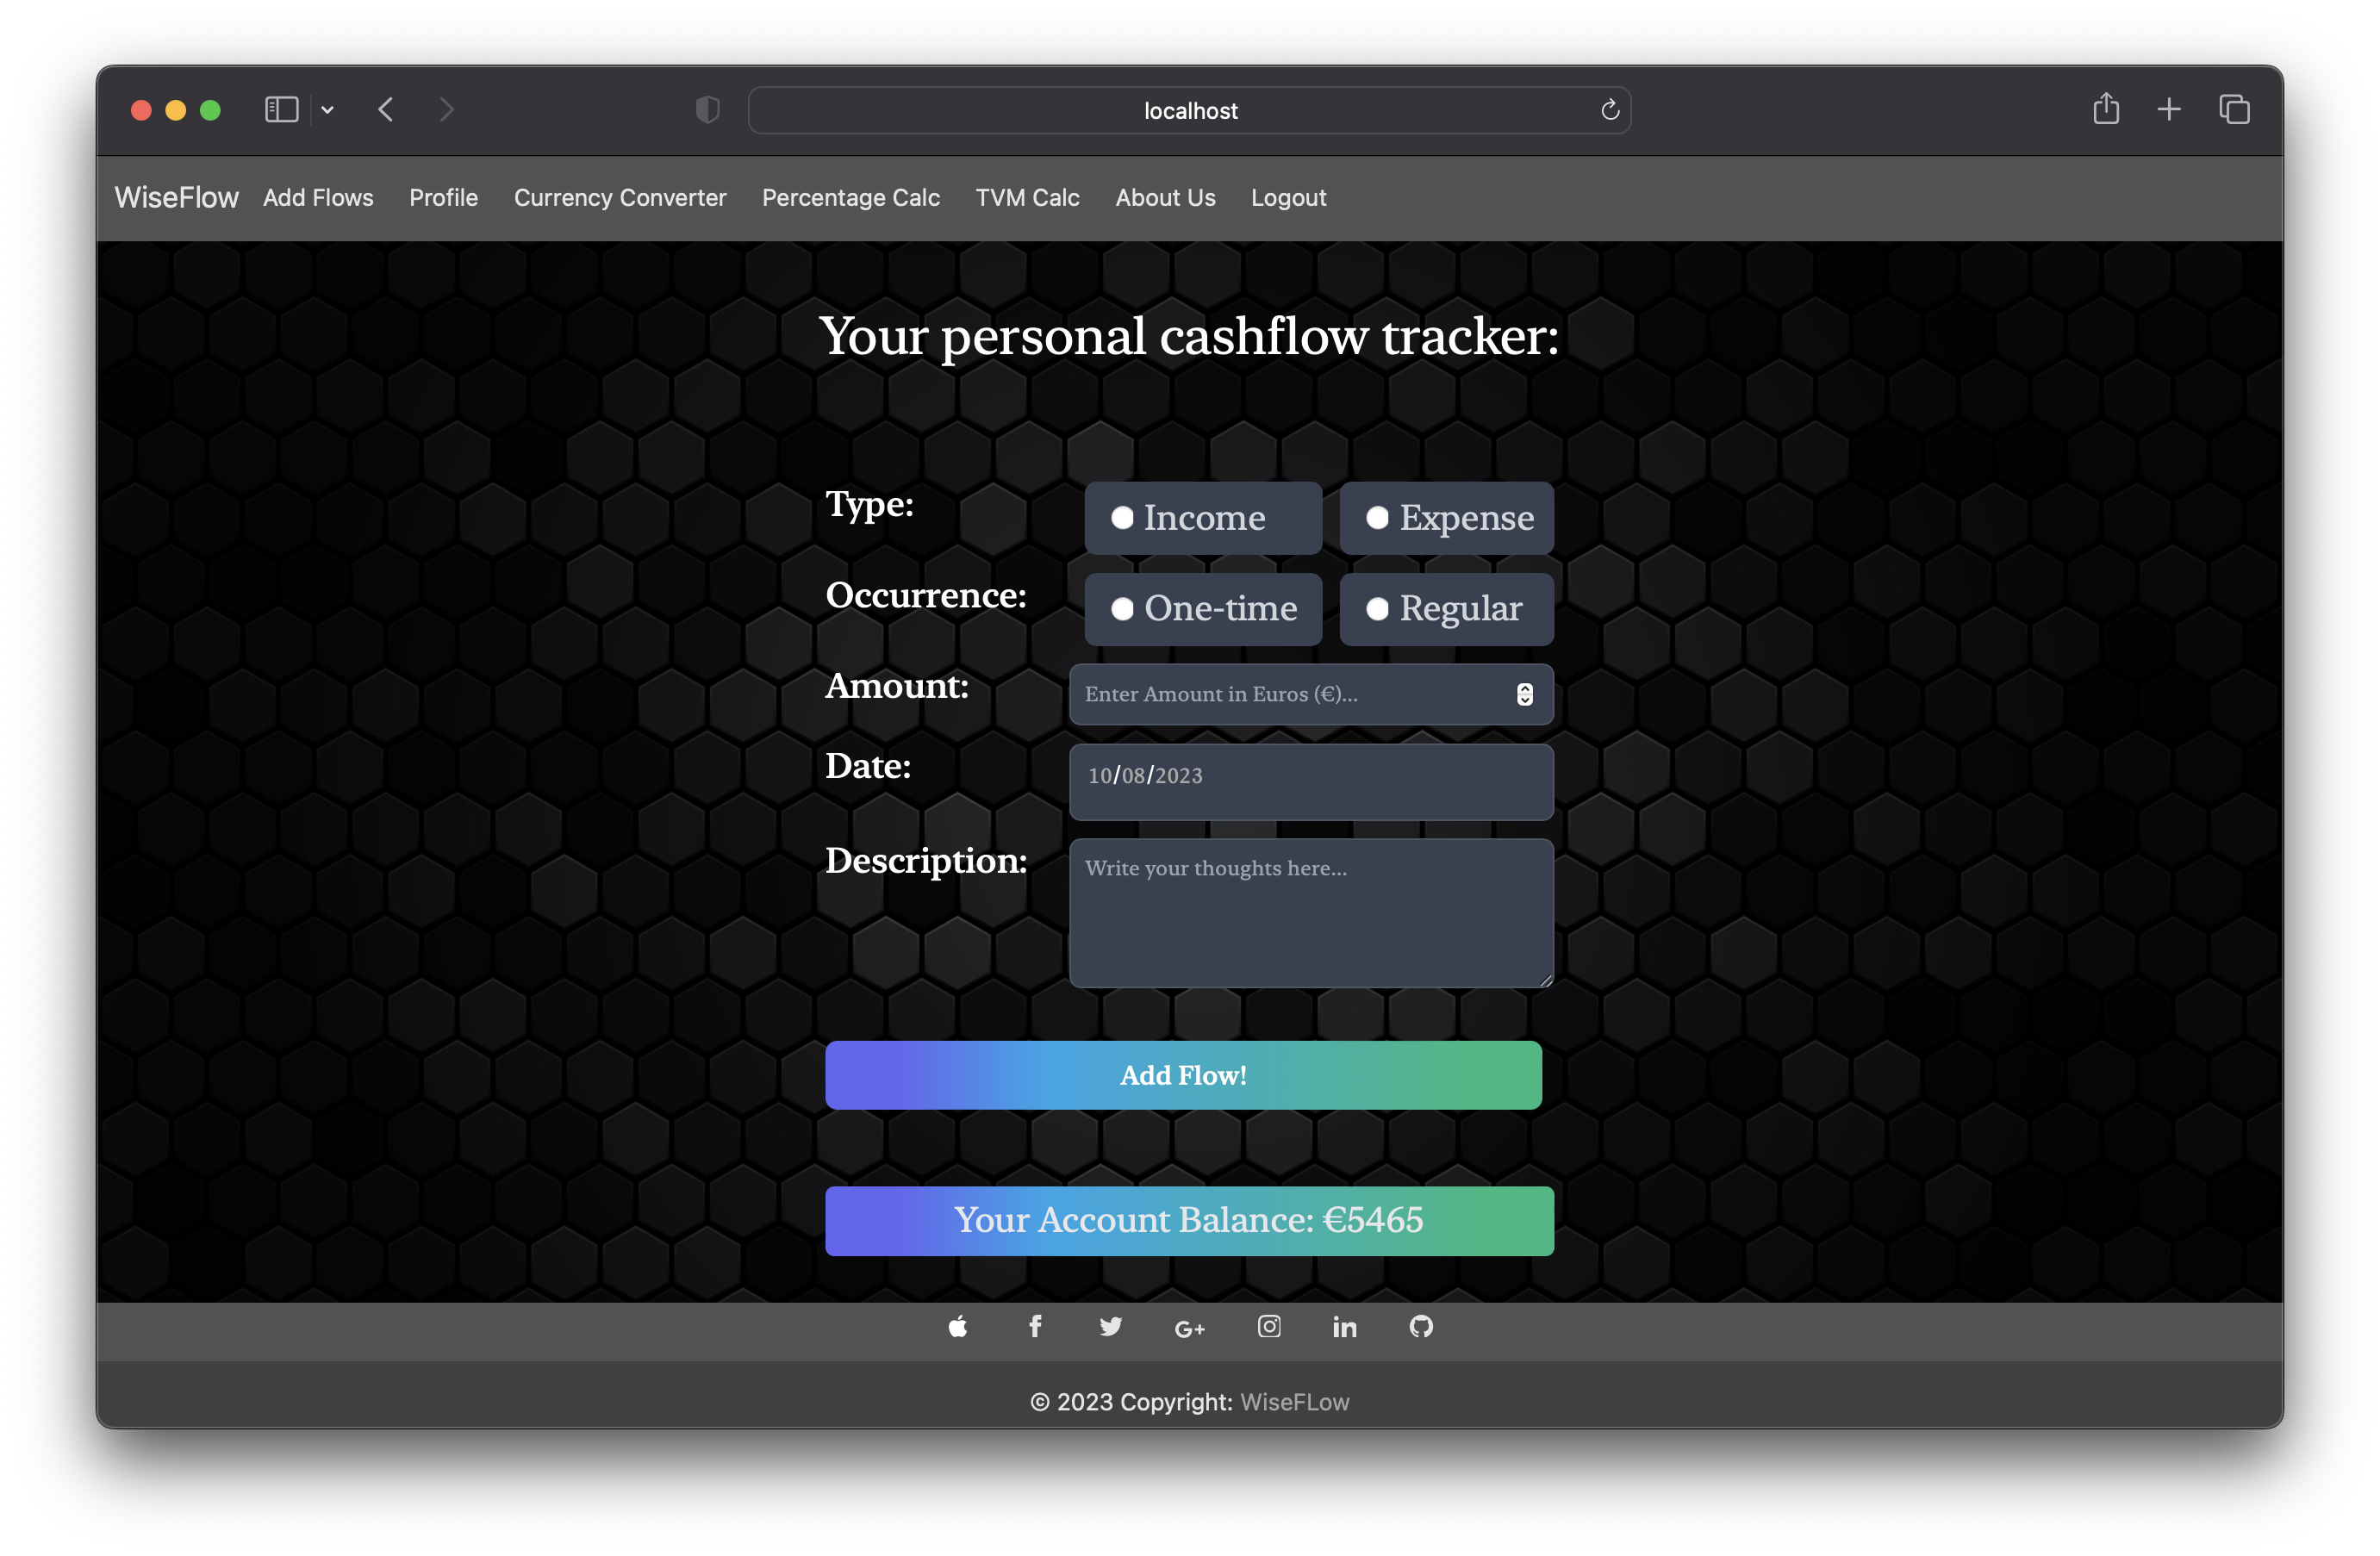 localhost
WiseFlow Add Flows Profile Currency Converter Percentage Calc TVM Calc About Us Logout
Your personal cashflow tracker:
Type: Income Expense
Occurrence: One-time Regular
Amount: Enter Amount in Euros (€)...
Date: 10/08/2023
Description: Write your thoughts here...
Add Flow!
Your Account Balance: €5465
© 2023 Copyright: WiseFLow